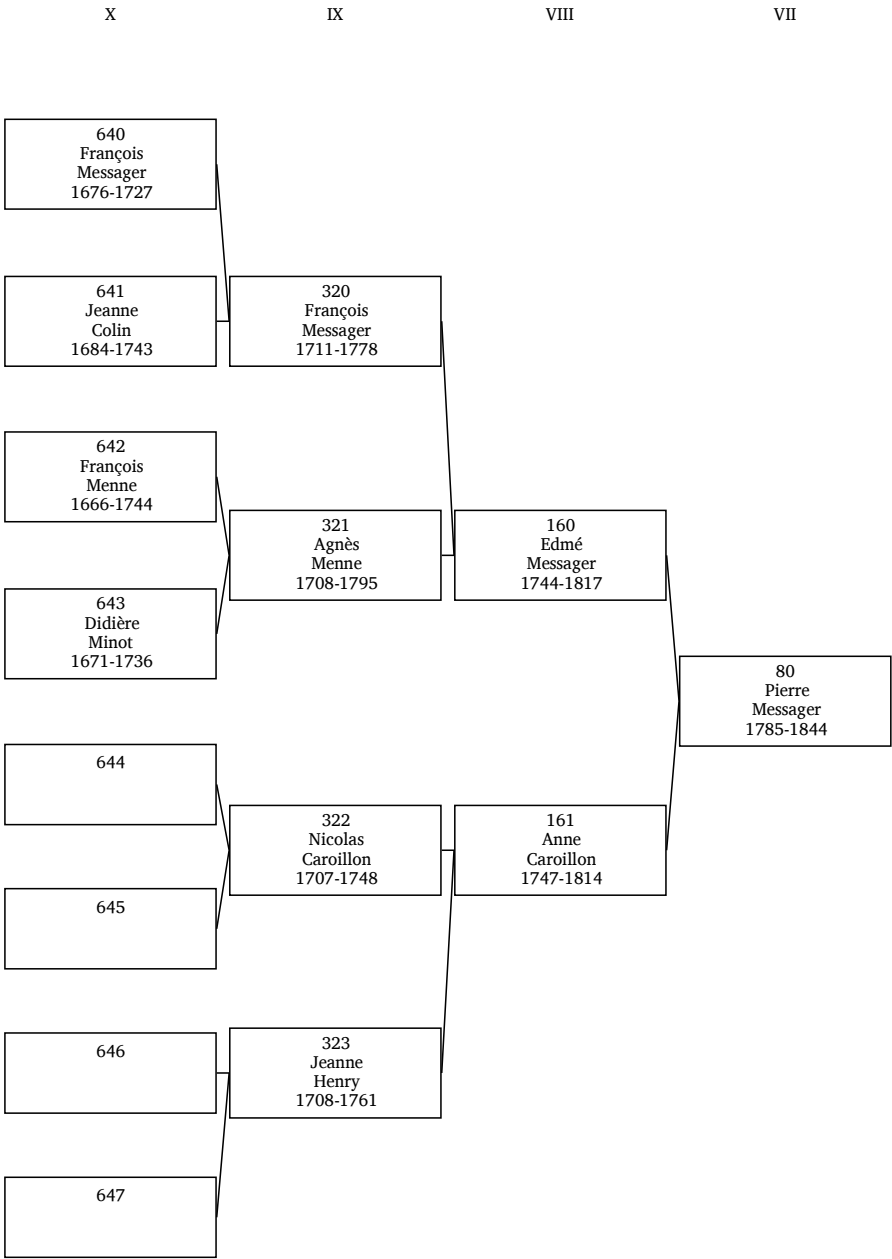 X IX VIII VII
640
François
Messager
1676-1727
641
Jeanne
Colin
1684-1743
320
François
Messager
1711-1778
642
François
Menne
1666-1744
321
Agnès
Menne
1708-1795
160
Edmé
Messager
1744-1817
643
Didière
Minot
1671-1736
80
Pierre
Messager
1785-1844
644
322
Nicolas
Caroillon
1707-1748
161
Anne
Caroillon
1747-1814
645
646
323
Jeanne
Henry
1708-1761
647